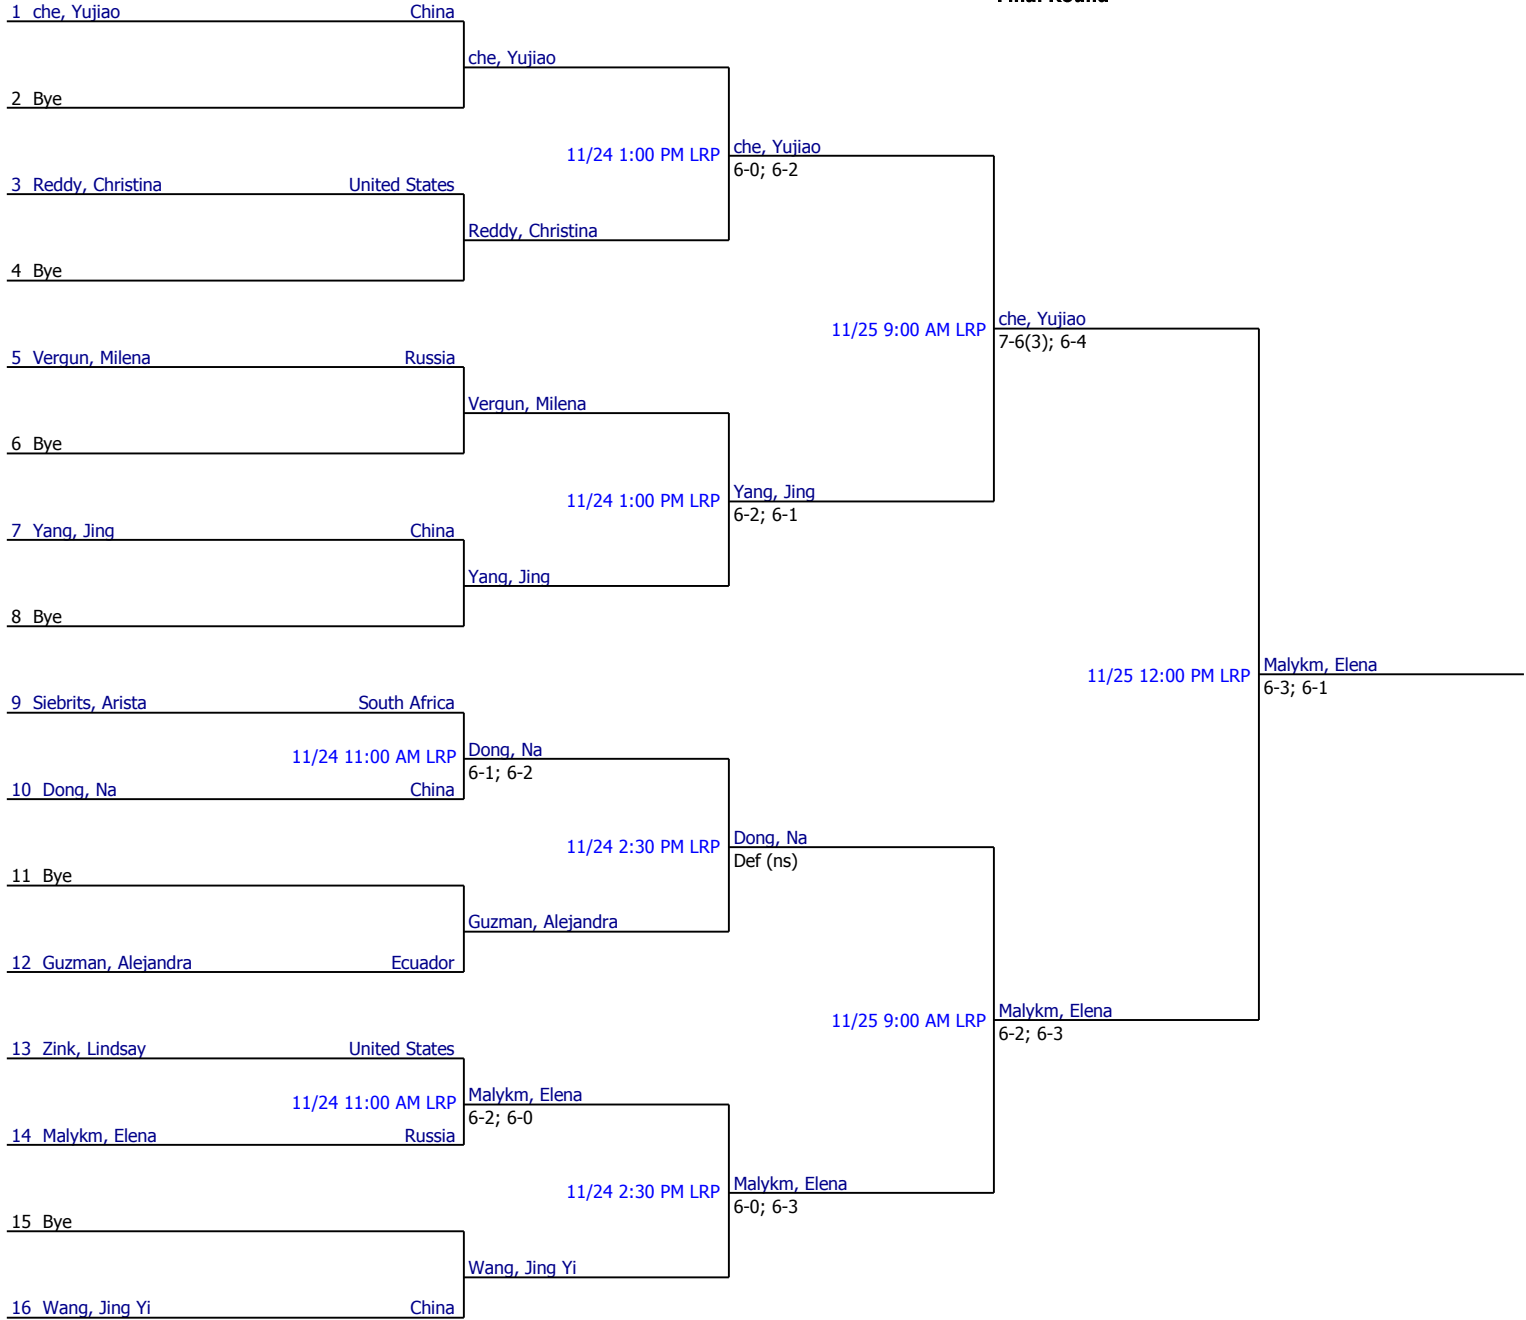 Final Round
1 che, Yujiao China
che, Yujiao
2 Bye
11/24 1:00 PM LRP che, Yujiao
6-0; 6-2
3 Reddy, Christina United States
Reddy, Christina
4 Bye
11/25 9:00 AM LRP che, Yujiao
7-6(3); 6-4
5 Vergun, Milena Russia
Vergun, Milena
6 Bye
11/24 1:00 PM LRP Yang, Jing
6-2; 6-1
7 Yang, Jing China
Yang, Jing
8 Bye
11/25 12:00 PM LRP Malykm, Elena
6-3; 6-1
9 Siebrits, Arista South Africa
11/24 11:00 AM LRP Dong, Na
6-1; 6-2
10 Dong, Na China
11/24 2:30 PM LRP Dong, Na
Def (ns)
11 Bye
Guzman, Alejandra
12 Guzman, Alejandra Ecuador
11/25 9:00 AM LRP Malykm, Elena
6-2; 6-3
13 Zink, Lindsay United States
11/24 11:00 AM LRP Malykm, Elena
6-2; 6-0
14 Malykm, Elena Russia
11/24 2:30 PM LRP Malykm, Elena
6-0; 6-3
15 Bye
Wang, Jing Yi
16 Wang, Jing Yi China